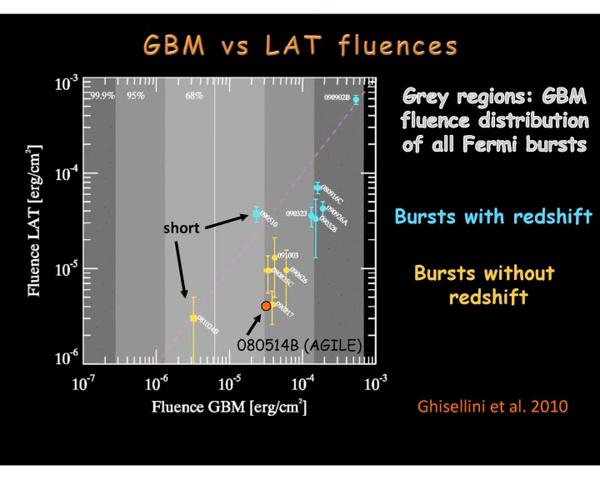 GBM vs LAT fluences
10⁻³
99.9%
95%
68%
090902B
Grey regions: GBM
fluence distribution
of all Fermi bursts
Fluence LAT [erg/cm²]
10⁻⁴
080916C
090926A
090323
090328
090510
short
Bursts with redshift
10⁻⁵
091003
090626
Bursts without
redshift
090217
081024B
080514B (AGILE)
10⁻⁶
10⁻⁷
10⁻⁶
10⁻⁵
10⁻⁴
10⁻³
Fluence GBM [erg/cm²]
Ghisellini et al. 2010